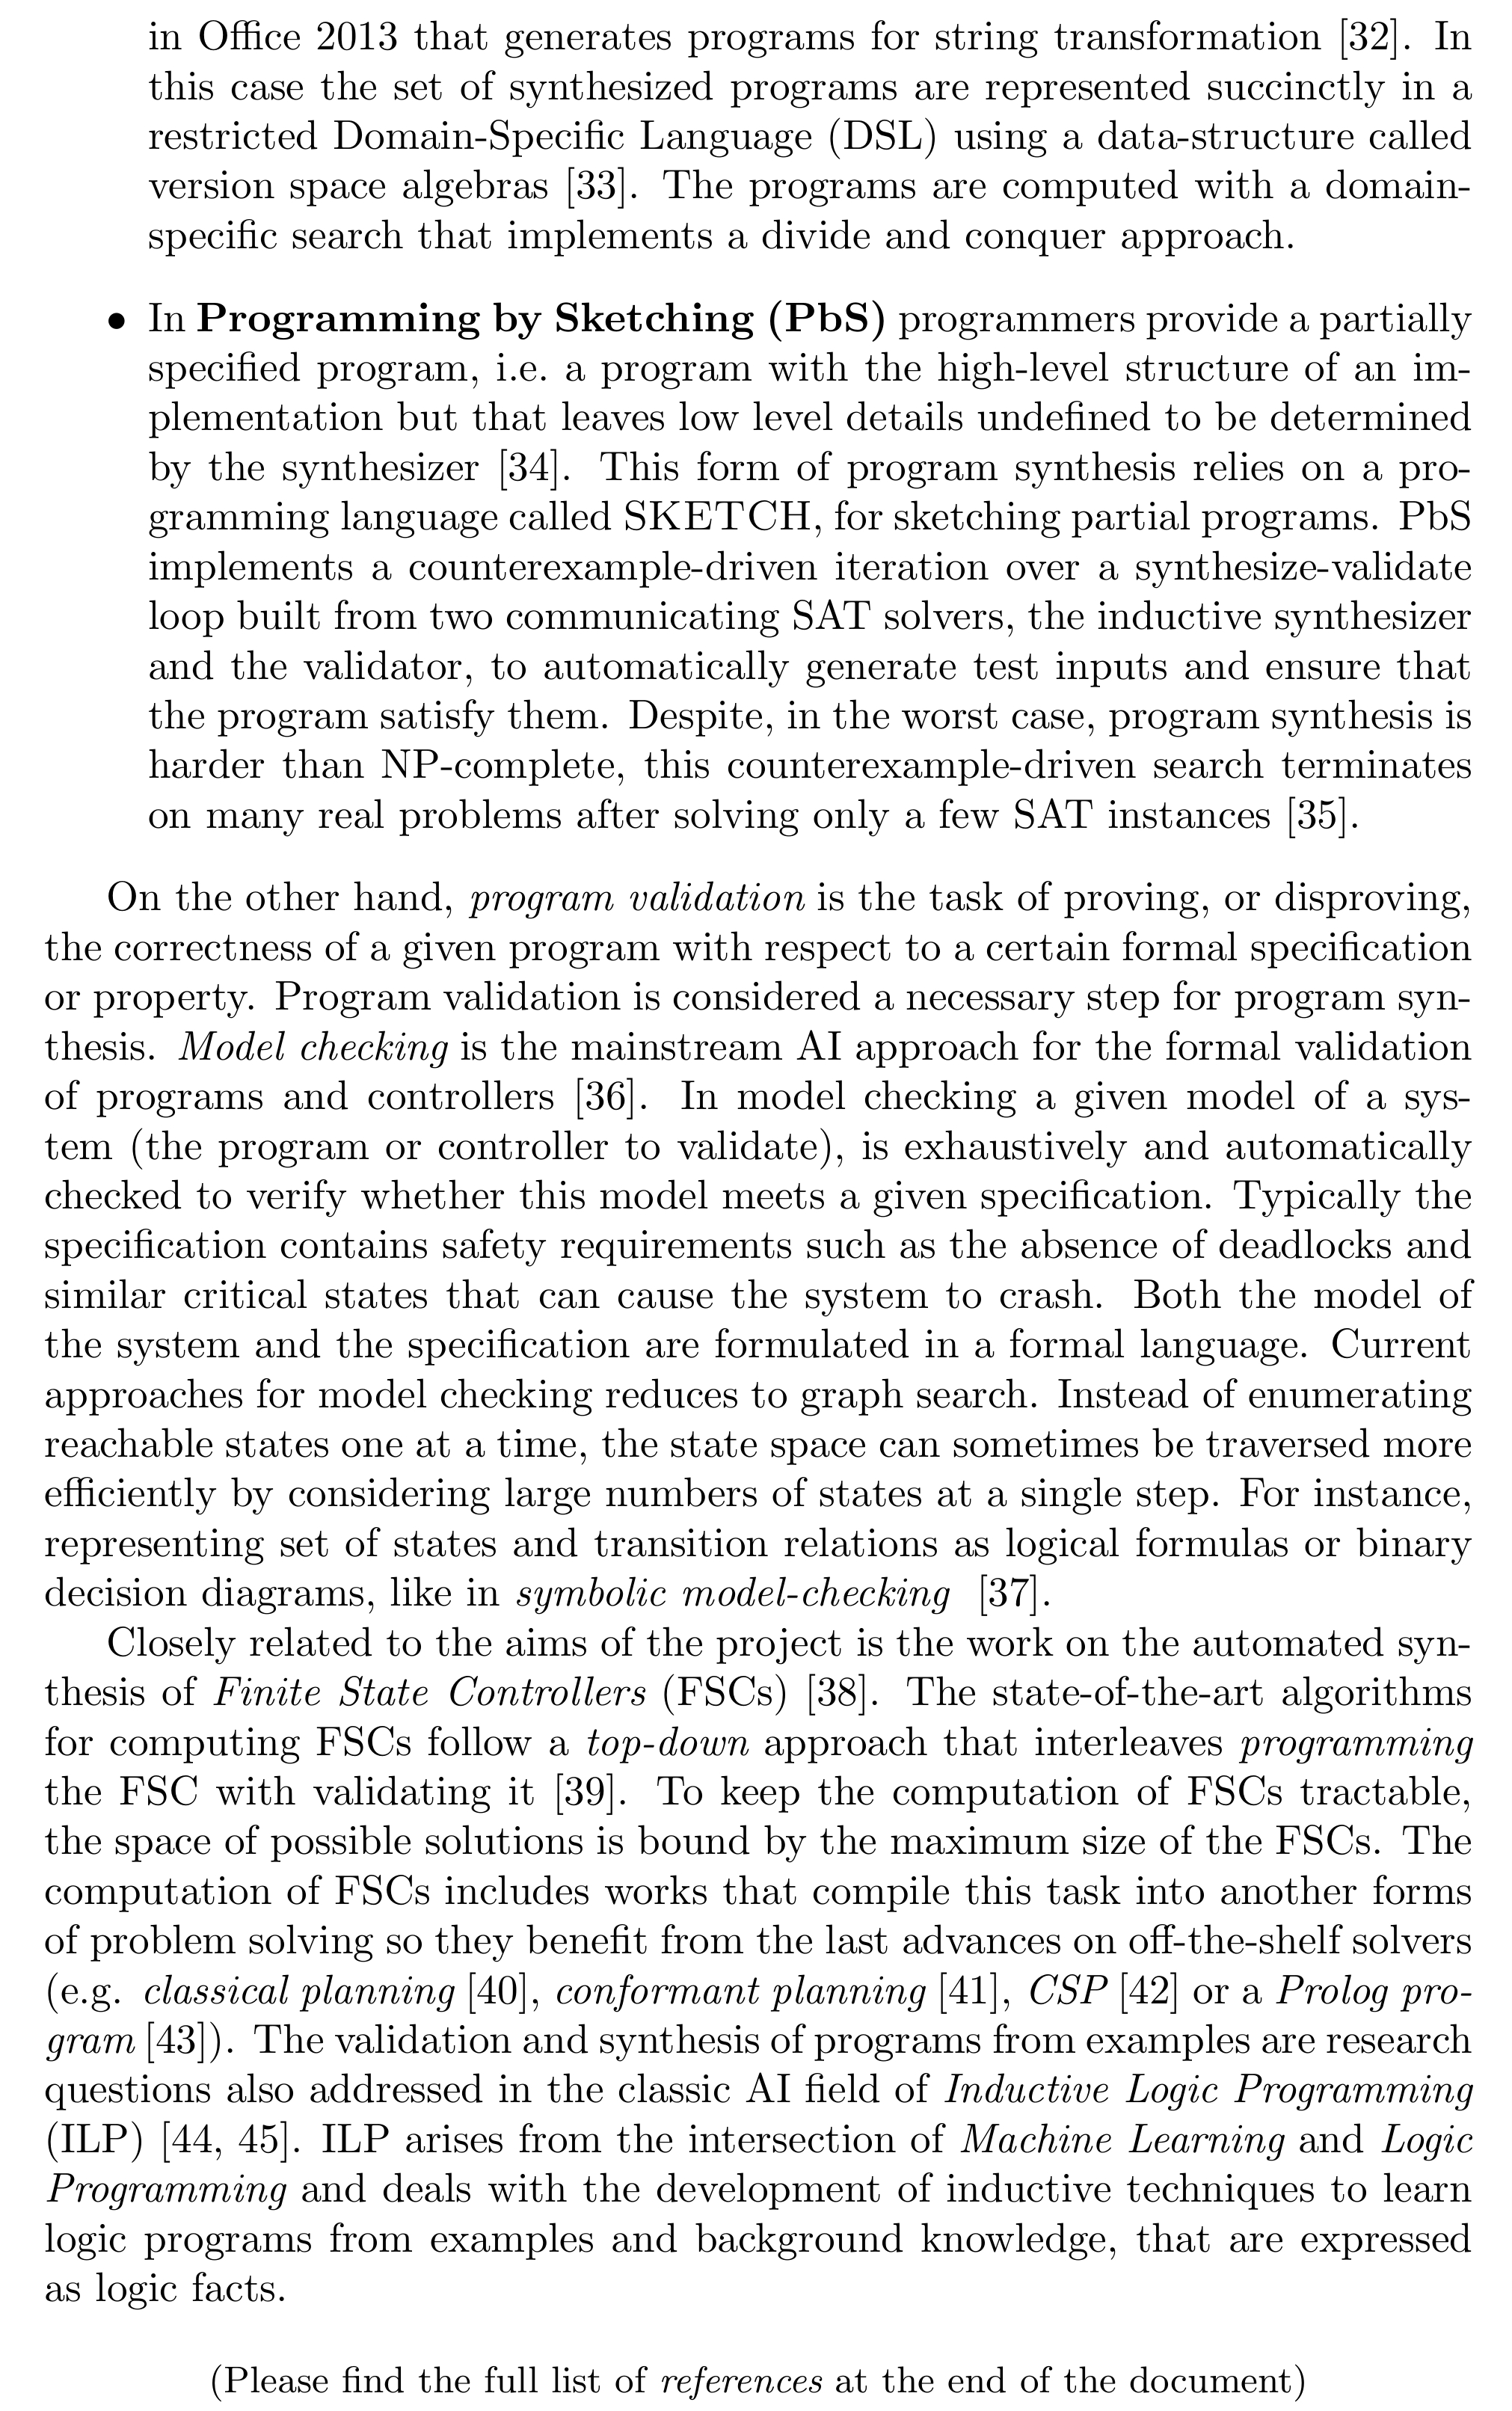 in Office 2013 that generates programs for string transformation [32]. In
this case the set of synthesized programs are represented succinctly in a
restricted Domain-Specific Language (DSL) using a data-structure called
version space algebras [33]. The programs are computed with a domain-
specific search that implements a divide and conquer approach.
• In Programming by Sketching (PbS) programmers provide a partially
specified program, i.e. a program with the high-level structure of an im-
plementation but that leaves low level details undefined to be determined
by the synthesizer [34]. This form of program synthesis relies on a pro-
gramming language called SKETCH, for sketching partial programs. PbS
implements a counterexample-driven iteration over a synthesize-validate
loop built from two communicating SAT solvers, the inductive synthesizer
and the validator, to automatically generate test inputs and ensure that
the program satisfy them. Despite, in the worst case, program synthesis is
harder than NP-complete, this counterexample-driven search terminates
on many real problems after solving only a few SAT instances [35].
On the other hand, program validation is the task of proving, or disproving,
the correctness of a given program with respect to a certain formal specification
or property. Program validation is considered a necessary step for program syn-
thesis. Model checking is the mainstream AI approach for the formal validation
of programs and controllers [36]. In model checking a given model of a sys-
tem (the program or controller to validate), is exhaustively and automatically
checked to verify whether this model meets a given specification. Typically the
specification contains safety requirements such as the absence of deadlocks and
similar critical states that can cause the system to crash. Both the model of
the system and the specification are formulated in a formal language. Current
approaches for model checking reduces to graph search. Instead of enumerating
reachable states one at a time, the state space can sometimes be traversed more
efficiently by considering large numbers of states at a single step. For instance,
representing set of states and transition relations as logical formulas or binary
decision diagrams, like in symbolic model-checking [37].
Closely related to the aims of the project is the work on the automated syn-
thesis of Finite State Controllers (FSCs) [38]. The state-of-the-art algorithms
for computing FSCs follow a top-down approach that interleaves programming
the FSC with validating it [39]. To keep the computation of FSCs tractable,
the space of possible solutions is bound by the maximum size of the FSCs. The
computation of FSCs includes works that compile this task into another forms
of problem solving so they benefit from the last advances on off-the-shelf solvers
(e.g. classical planning [40], conformant planning [41], CSP [42] or a Prolog pro-
gram [43]). The validation and synthesis of programs from examples are research
questions also addressed in the classic AI field of Inductive Logic Programming
(ILP) [44, 45]. ILP arises from the intersection of Machine Learning and Logic
Programming and deals with the development of inductive techniques to learn
logic programs from examples and background knowledge, that are expressed
as logic facts.
(Please find the full list of references at the end of the document)